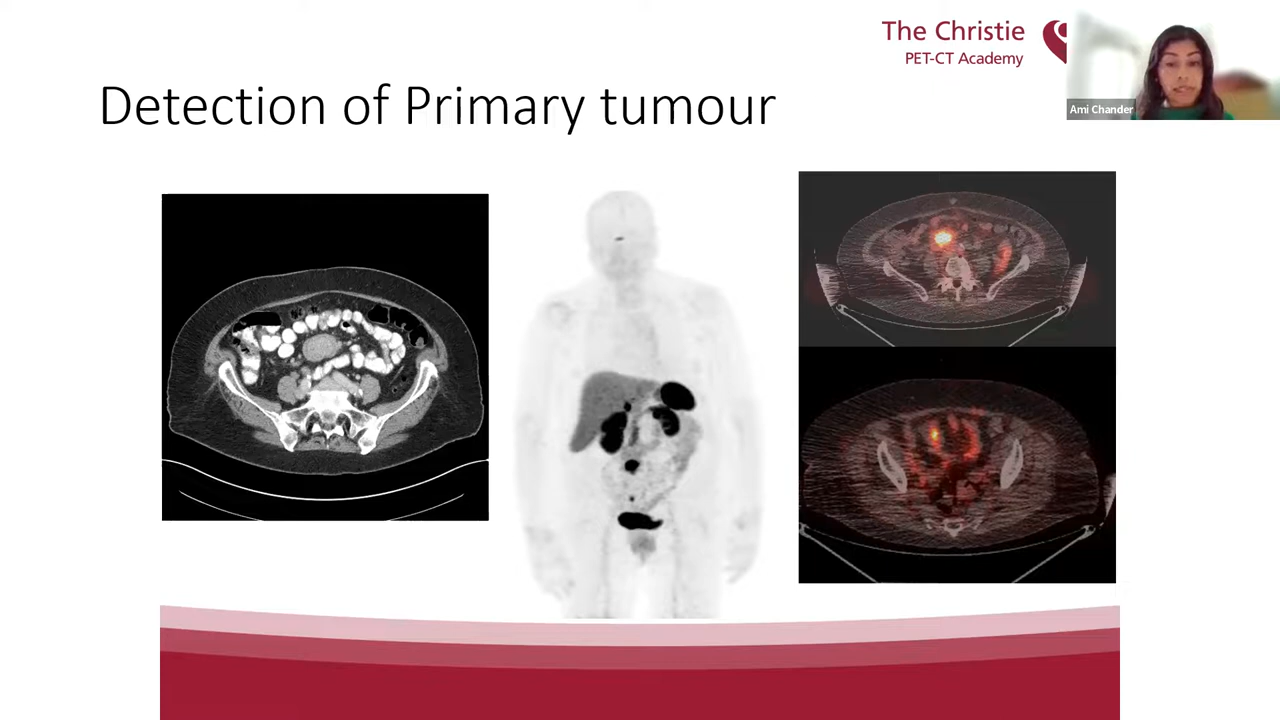 The Christie
PET-CT Academy
Ami Chander
Detection of Primary tumour